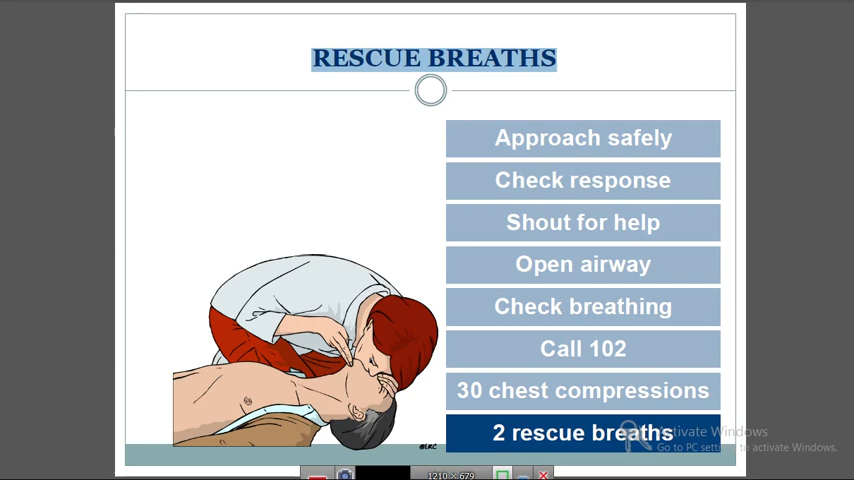 RESCUE BREATHS
Approach safely
Check response
Shout for help
Open airway
Check breathing
Call 102
30 chest compressions
2 rescue breaths
Activate Windows
Go to PC settings to activate Windows.
©LRC
1210 × 679